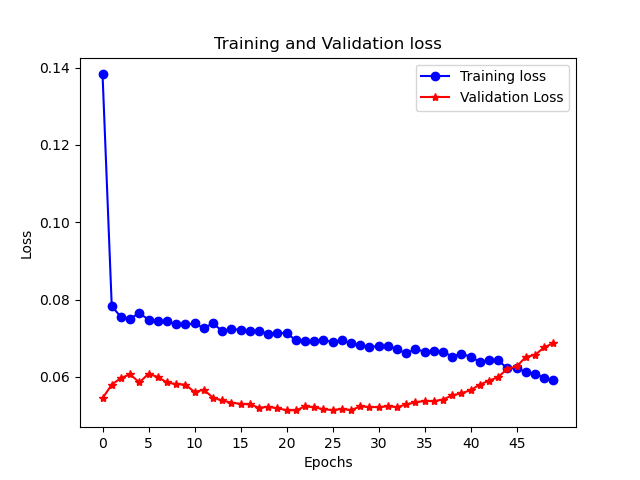 Training and Validation loss
Training loss
Validation Loss
0.14
0.12
0.10
0.08
0.06
Loss
0 5 10 15 20 25 30 35 40 45
Epochs